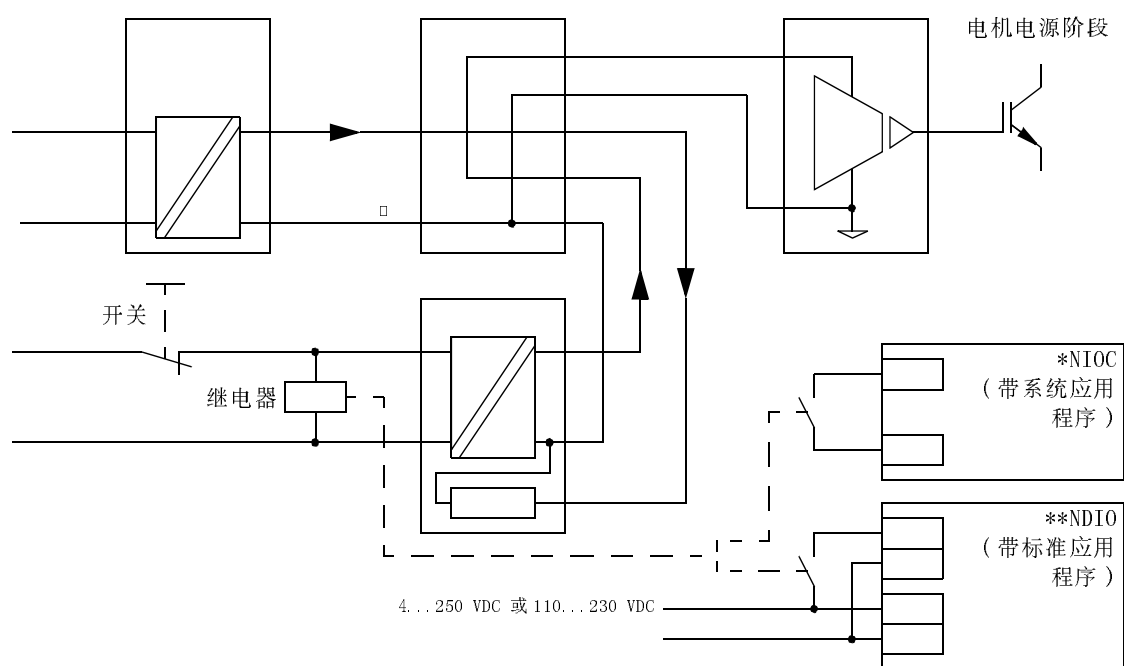 电机电源阶段
开关
继电器
*NIOC
(带系统应用
程序)
**NDIO
(带标准应用
程序)
4...250 VDC 或 110...230 VDC